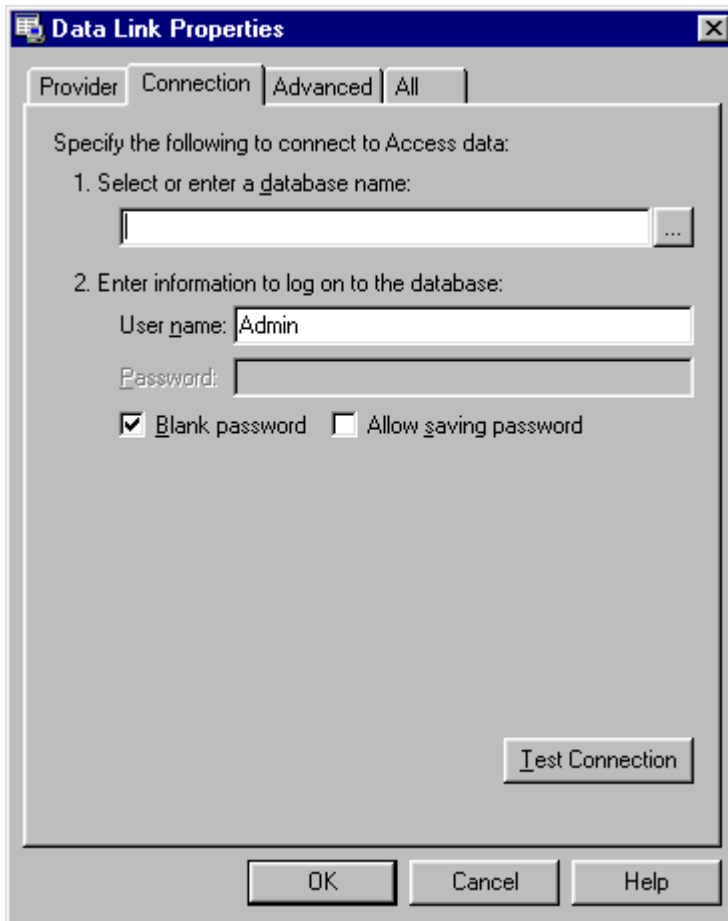 Data Link Properties
Provider Connection Advanced All
Specify the following to connect to Access data:
1. Select or enter a database name:
...
2. Enter information to log on to the database:
User name: Admin
Password:
Blank password Allow saving password
Test Connection
OK Cancel Help